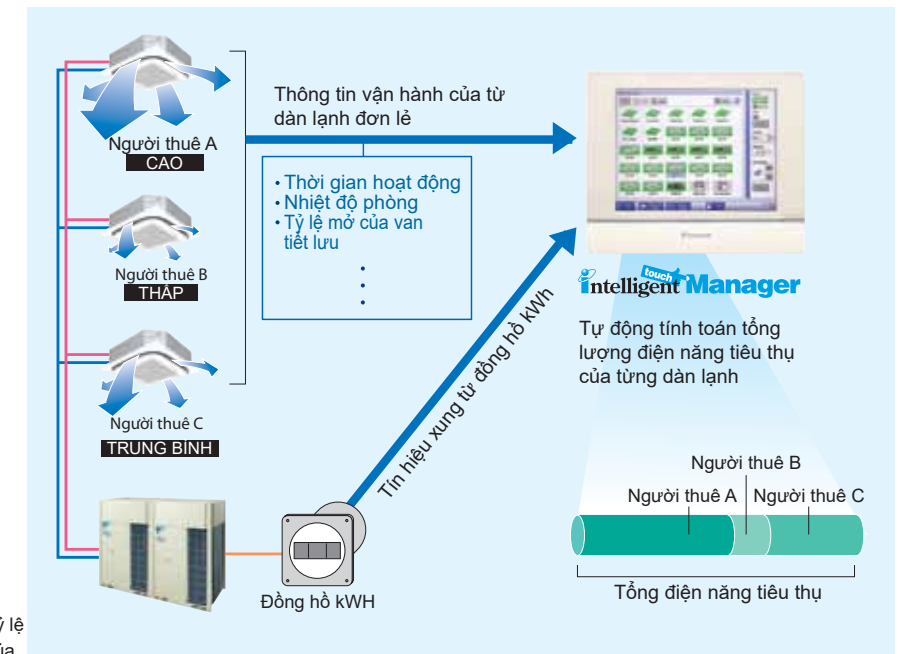 Thông tin vận hành của từ
dàn lạnh đơn lẻ
Người thuê A
CAO
• Thời gian hoạt động
• Nhiệt độ phòng
• Tỷ lệ mở của van
tiết lưu
Người thuê B
THẤP
Người thuê C
TRUNG BÌNH
Tín hiệu xung từ đồng hồ kWh
Đồng hồ kWH
intelligent touch Manager
Tự động tính toán tổng
lượng điện năng tiêu thụ
của từng dàn lạnh
Người thuê B
Người thuê A
Người thuê C
Tổng điện năng tiêu thụ
ỷ lệ
ủa